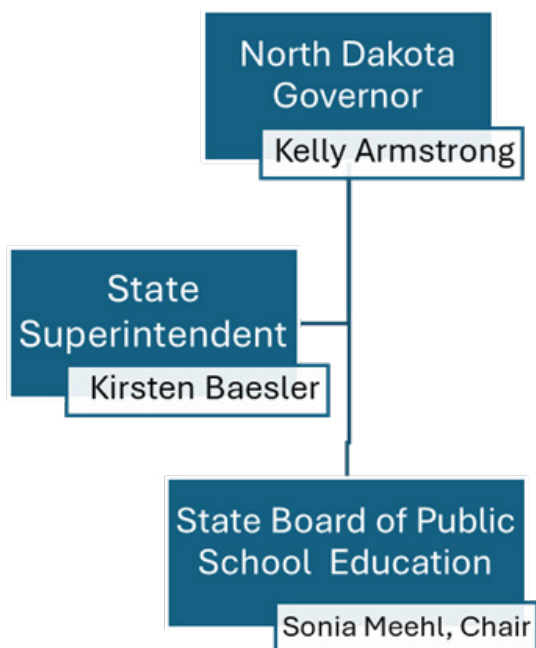 North Dakota
Governor
Kelly Armstrong
State
Superintendent
Kirsten Baesler
State Board of Public
School Education
Sonia Meehl, Chair